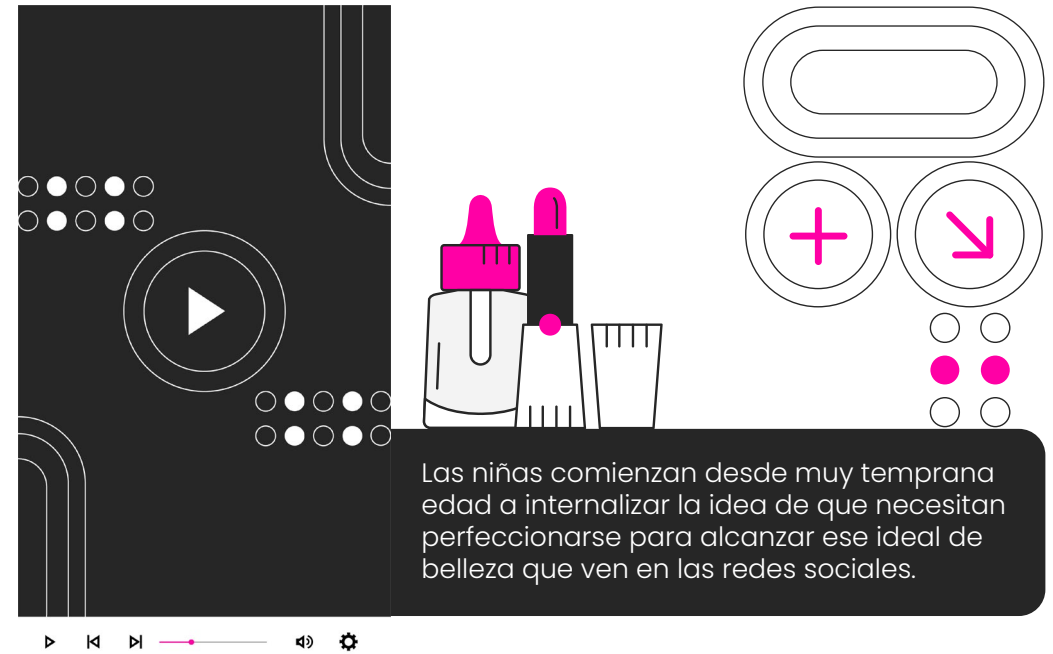 Las niñas comienzan desde muy temprana
edad a internalizar la idea de que necesitan
perfeccionarse para alcanzar ese ideal de
belleza que ven en las redes sociales.